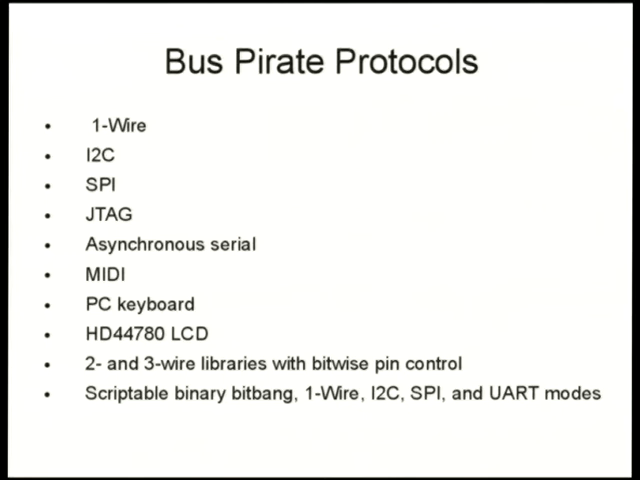 Bus Pirate Protocols
• 1-Wire
• I2C
• SPI
• JTAG
• Asynchronous serial
• MIDI
• PC keyboard
• HD44780 LCD
• 2- and 3-wire libraries with bitwise pin control
• Scriptable binary bitbang, 1-Wire, I2C, SPI, and UART modes